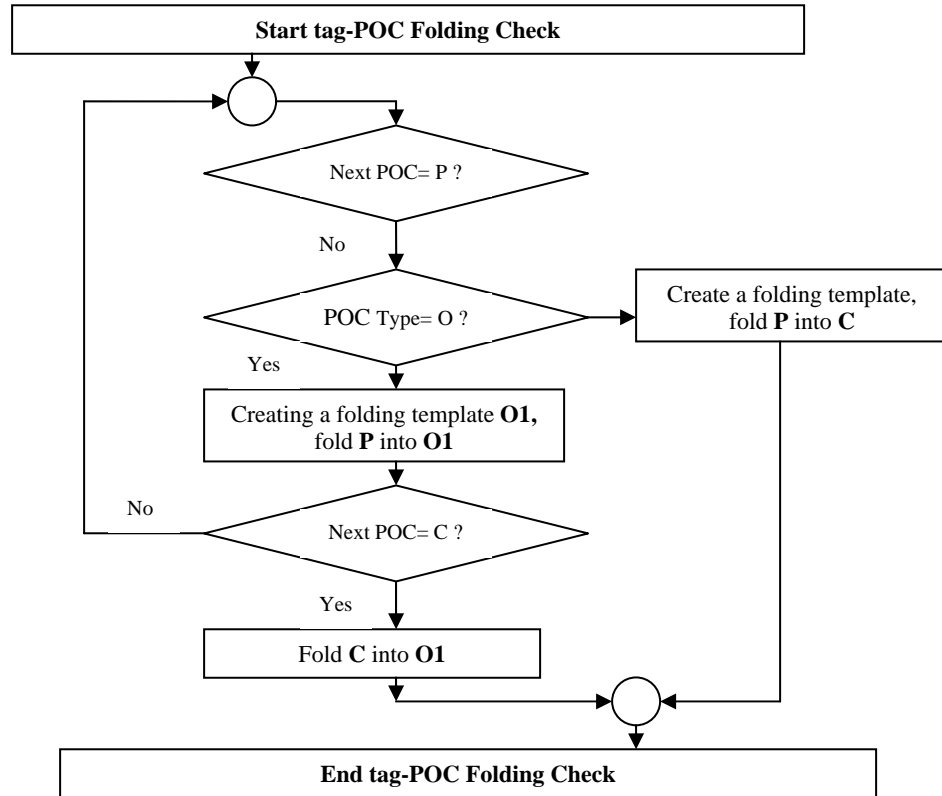 Start tag-POC Folding Check
Next POC= P ?
No
POC Type= O ?
Create a folding template,
fold P into C
Yes
Creating a folding template O1,
fold P into O1
No
Next POC= C ?
Yes
Fold C into O1
End tag-POC Folding Check